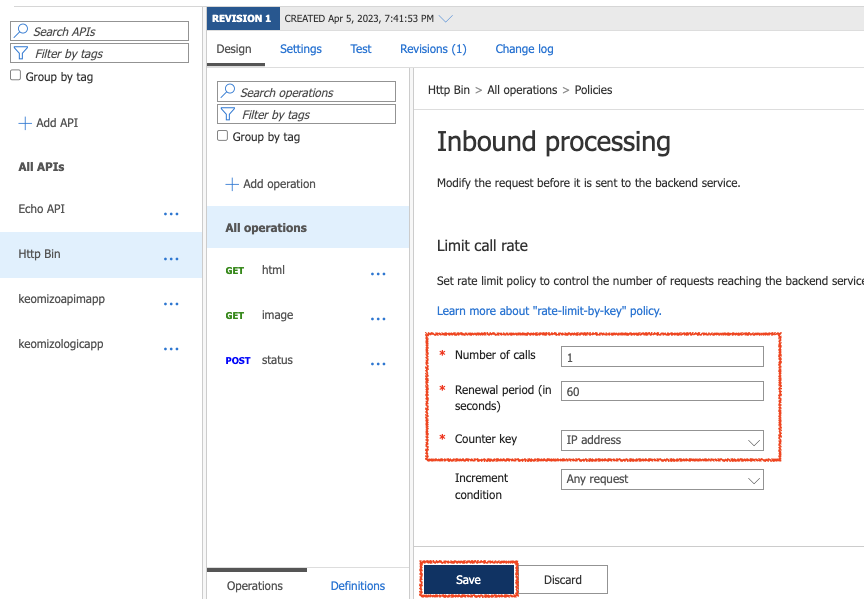 Search APIs
Filter by tags
Group by tag
Add API
All APIs
Echo API
Http Bin
keomizoapimapp
keomizologicapp
REVISION 1 CREATED Apr 5, 2023, 7:41:53 PM
Design Settings Test Revisions (1) Change log
Search operations
Filter by tags
Group by tag
Add operation
All operations
GET html
GET image
POST status
Operations Definitions
Http Bin > All operations > Policies
Inbound processing
Modify the request before it is sent to the backend service.
Limit call rate
Set rate limit policy to control the number of requests reaching the backend service
Learn more about "rate-limit-by-key" policy.
* Number of calls 1
* Renewal period (in
seconds) 60
* Counter key IP address
Increment
condition Any request
Save Discard